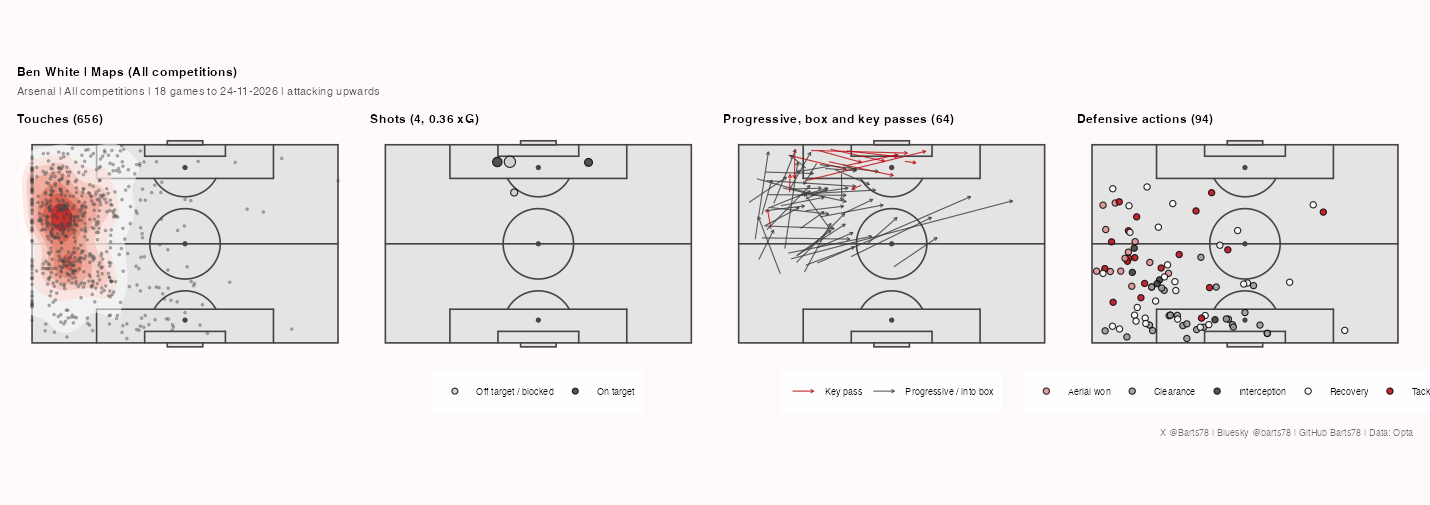 Ben White | Maps (All competitions)
Arsenal | All competitions | 18 games to 24-11-2026 | attacking upwards
Touches (656)
Shots (4, 0.36 xG)
Progressive, box and key passes (64)
Defensive actions (94)
Off target / blocked
On target
Key pass
Progressive / into box
Aerial won
Clearance
Interception
Recovery
Tack
X @Barts78 | Bluesky @barts78 | GitHub Barts78 | Data: Opta